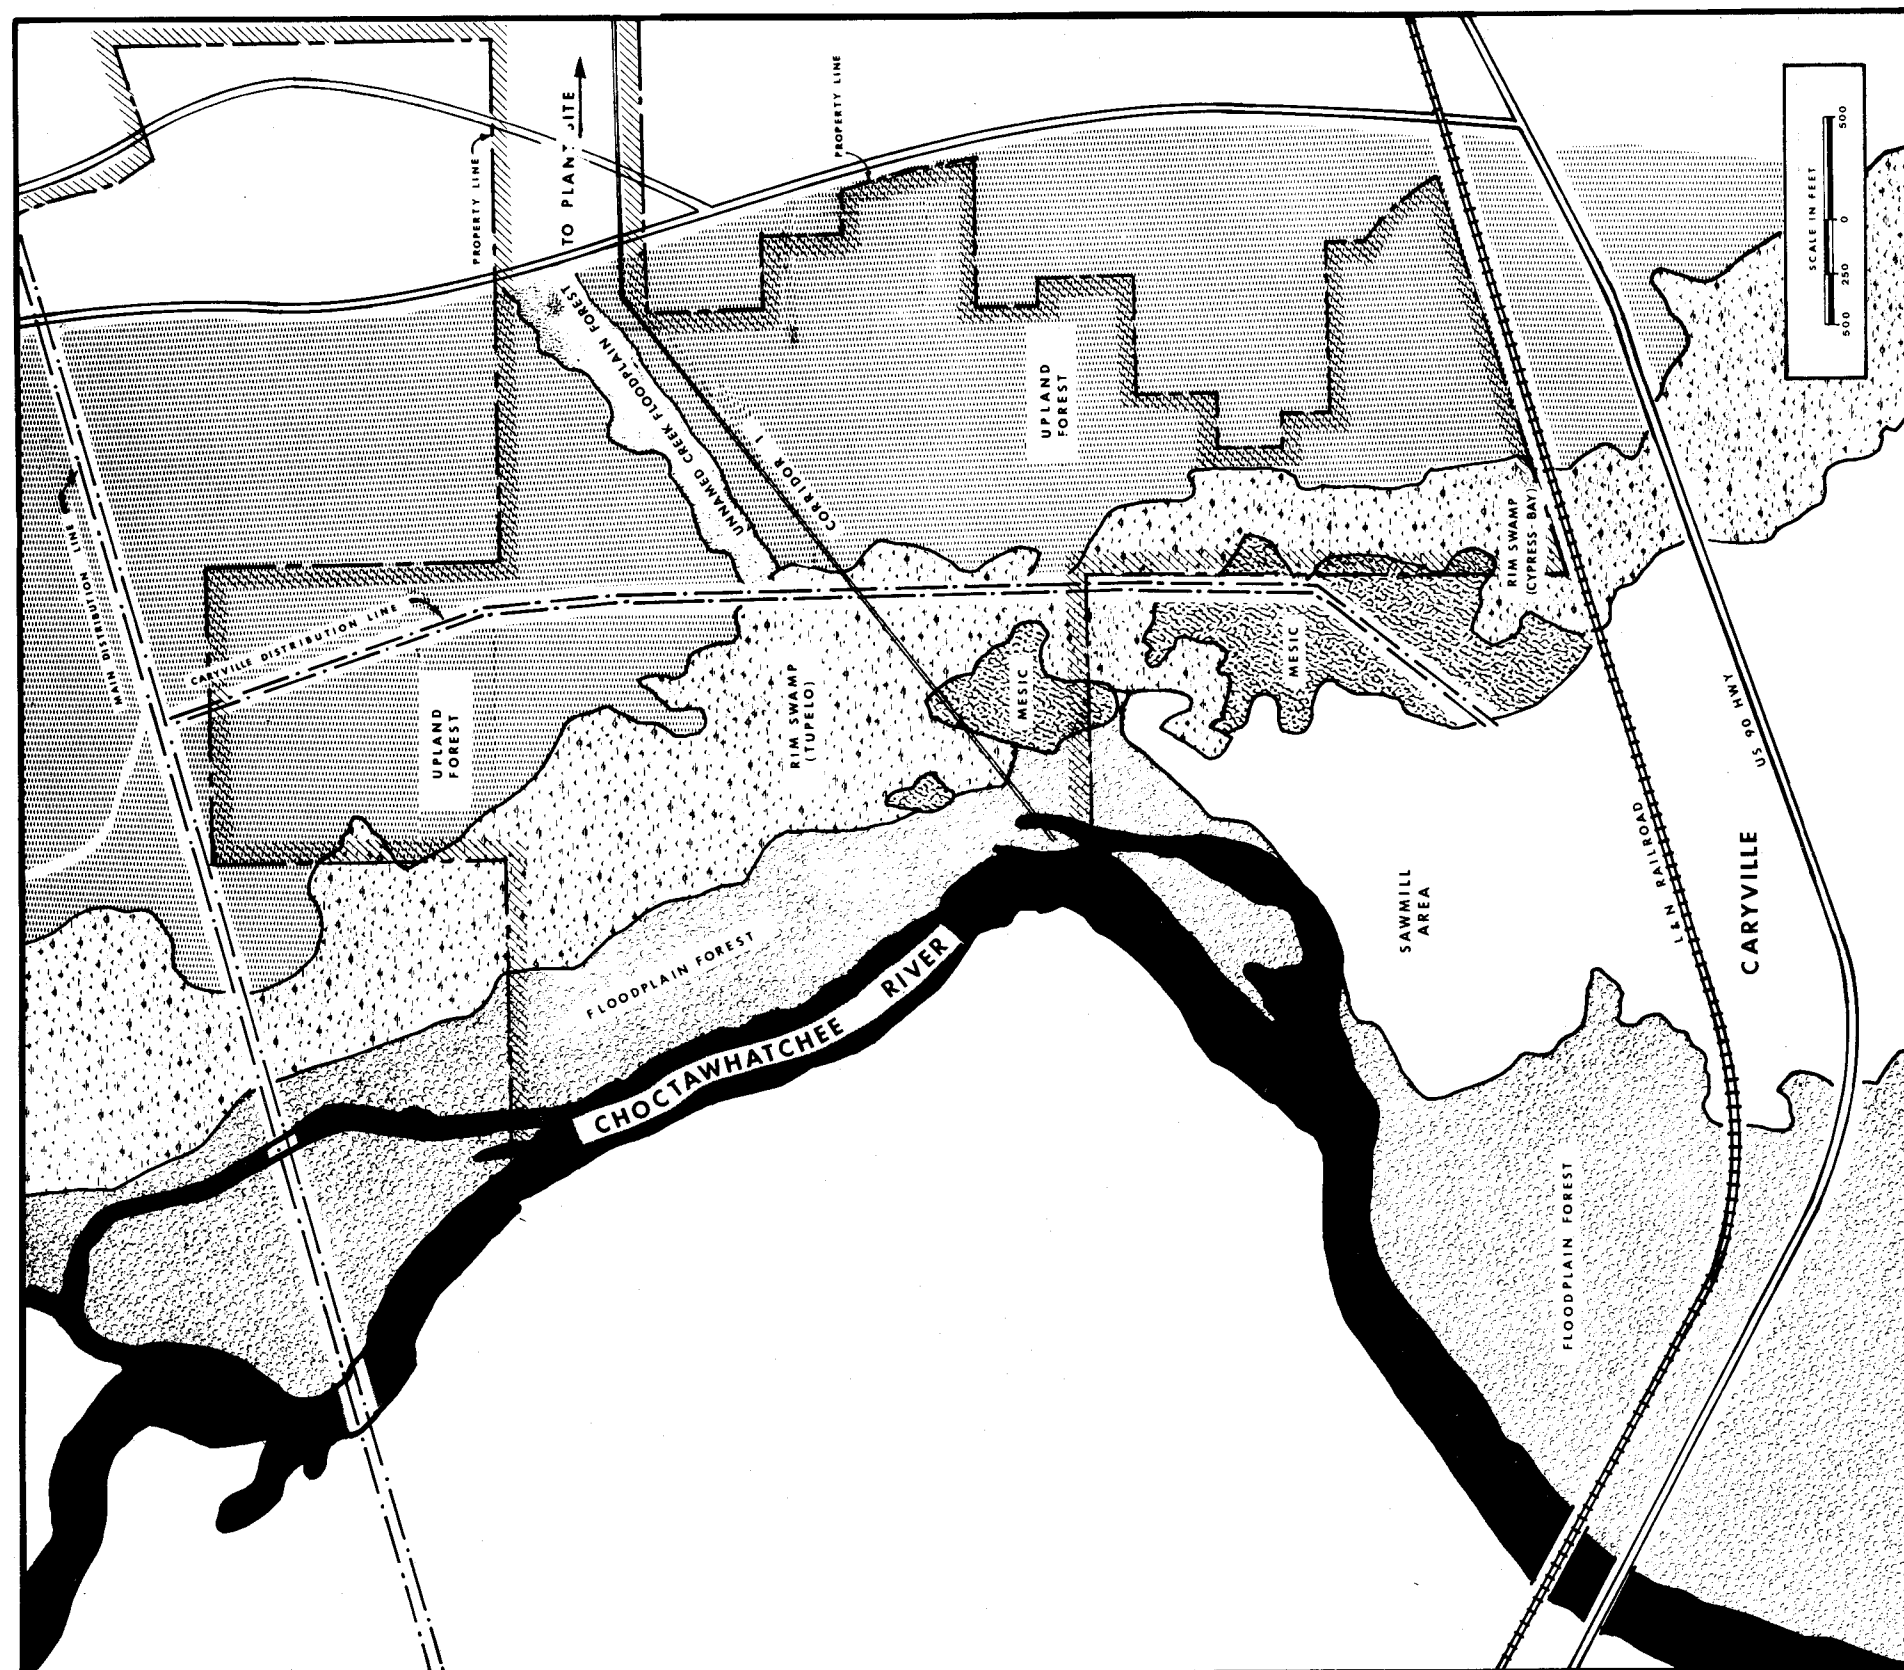 PROPERTY LINE
TO PLANT SITE
PROPERTY LINE
SCALE IN FEET
500 250 0 500
UNNAMED CREEK FLOODPLAIN FOREST
CORRIDOR 1
UPLAND
FOREST
MAIN DISTRIBUTION LINE
CARYVILLE DISTRIBUTION LINE
RIM SWAMP
(CYPRESS BAY)
UPLAND
FOREST
RIM SWAMP
(TUPELO)
MESIC
MESIC
US 90 HWY
L & N RAILROAD
CARYVILLE
SAWMILL
AREA
FLOODPLAIN FOREST
CHOCTAWHATCHEE RIVER
FLOODPLAIN FOREST